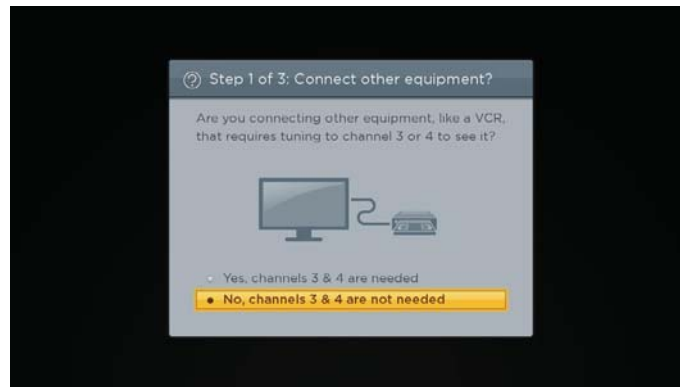 Step 1 of 3: Connect other equipment?
Are you connecting other equipment, like a VCR,
that requires tuning to channel 3 or 4 to see it?
Yes, channels 3 & 4 are needed
No, channels 3 & 4 are not needed